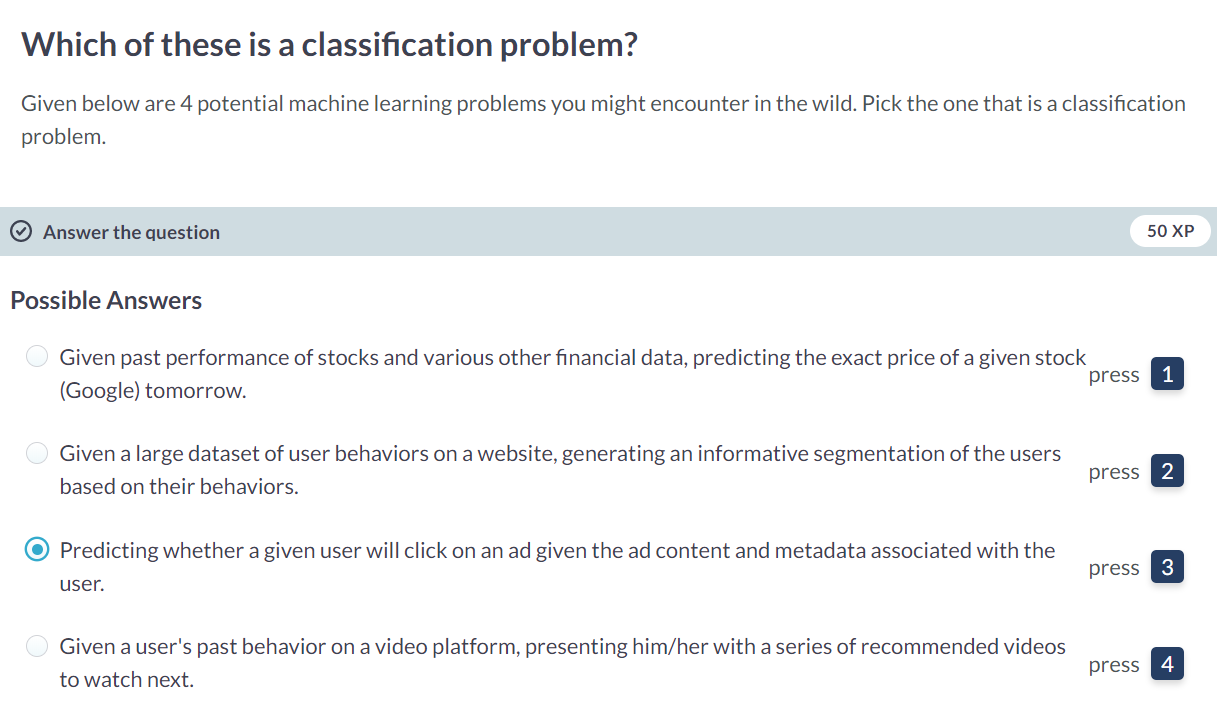 Which of these is a classification problem?
Given below are 4 potential machine learning problems you might encounter in the wild. Pick the one that is a classification
problem.
Answer the question
50 XP
Possible Answers
Given past performance of stocks and various other financial data, predicting the exact price of a given stock
(Google) tomorrow.
press 1
Given a large dataset of user behaviors on a website, generating an informative segmentation of the users
based on their behaviors.
press 2
Predicting whether a given user will click on an ad given the ad content and metadata associated with the
user.
press 3
Given a user's past behavior on a video platform, presenting him/her with a series of recommended videos
to watch next.
press 4